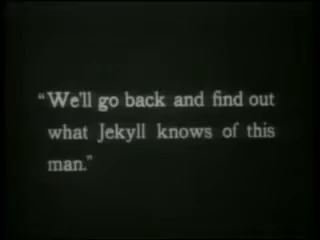 “We'll go back and find out
what Jekyll knows of this
man.”